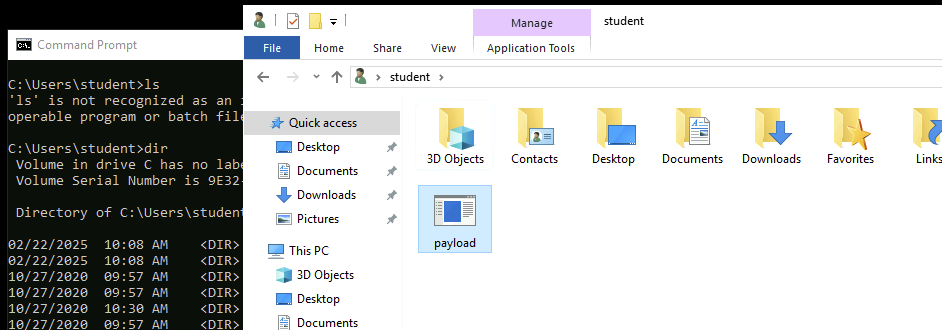 Command Prompt
C:\Users\student>ls
'ls' is not recognized as an
operable program or batch file
C:\Users\student>dir
Volume in drive C has no labe
Volume Serial Number is 9E32-
Directory of C:\Users\student
02/22/2025 10:08 AM <DIR>
02/22/2025 10:08 AM <DIR>
10/27/2020 09:57 AM <DIR>
10/27/2020 09:57 AM <DIR>
10/27/2020 10:30 AM <DIR>
10/27/2020 09:57 AM <DIR>
Manage
student
File
Home
Share
View
Application Tools
student
Quick access
Desktop
Documents
Downloads
Pictures
This PC
3D Objects
Desktop
Documents
3D Objects
Contacts
Desktop
Documents
Downloads
Favorites
Links
payload